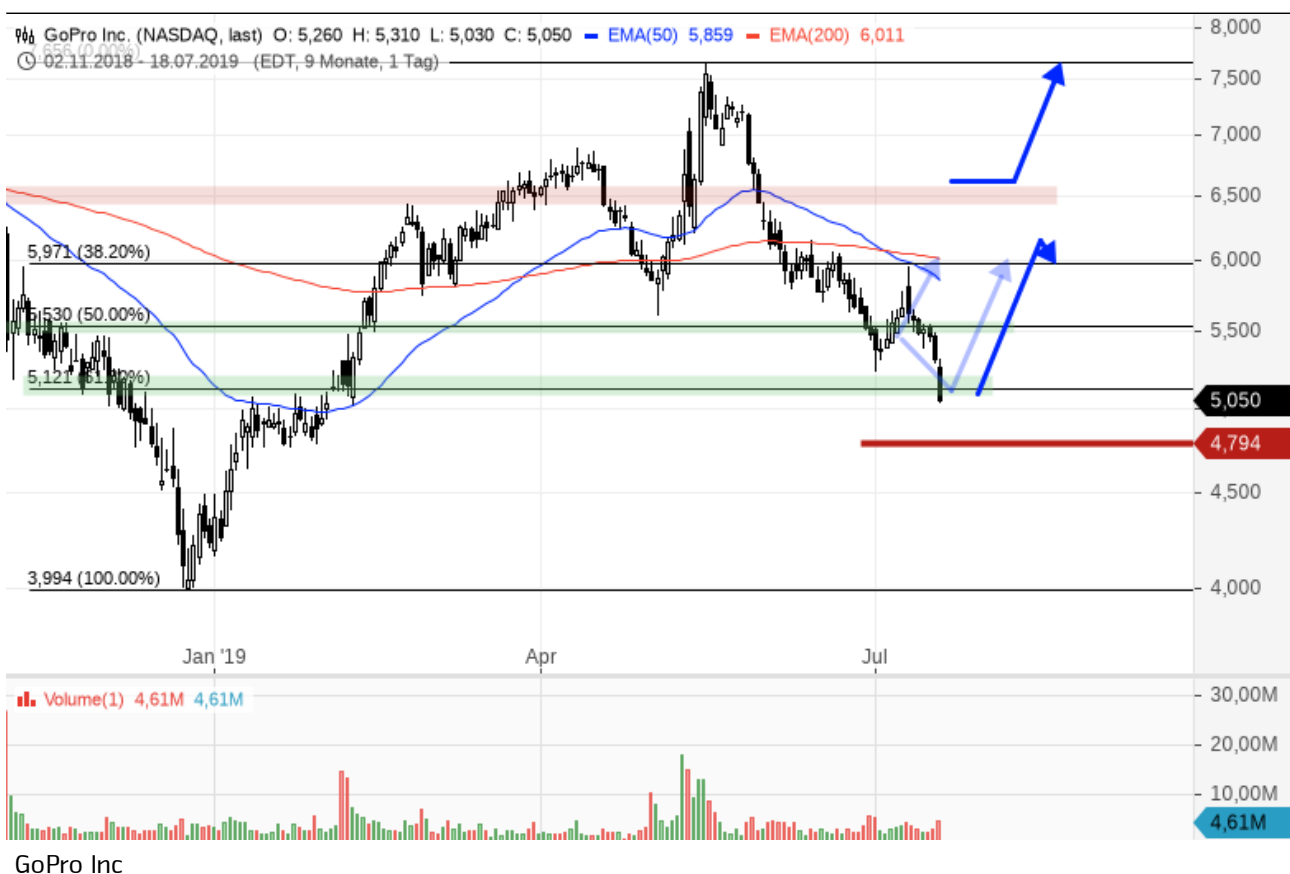 GoPro Inc. (NASDAQ, last) O: 5,260 H: 5,310 L: 5,030 C: 5,050 EMA(50) 5,859 EMA(200) 6,011
7,656 (0.00%)
02.11.2018 - 18.07.2019 (EDT, 9 Monate, 1 Tag)
8,000
7,500
7,000
6,500
5,971 (38.20%)
6,000
5,530 (50.00%)
5,500
5,121 (61.80%)
5,050
4,794
4,500
3,994 (100.00%)
4,000
Jan '19
Apr
Jul
Volume(1) 4,61M 4,61M
30,00M
20,00M
10,00M
4,61M
GoPro Inc